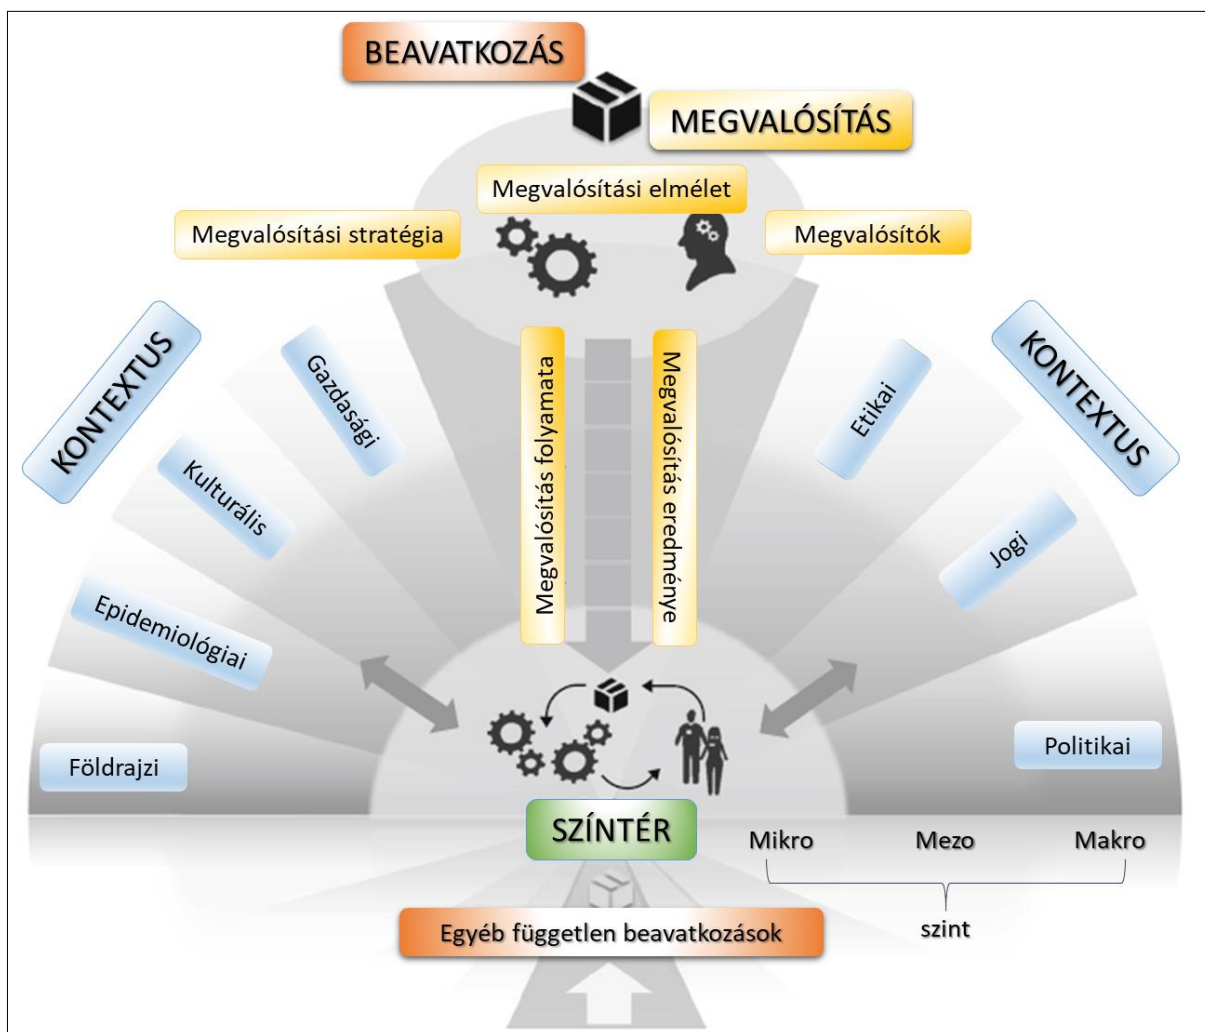 BEAVATKOZÁS
MEGVALÓSÍTÁS
Megvalósítási elmélet
Megvalósítási stratégia
Megvalósítók
KONTEXTUS
KONTEXTUS
Gazdasági
Kulturális
Epidemiológiai
Földrajzi
Megvalósítás folyamata
Megvalósítás eredménye
Etikai
Jogi
Politikai
SZÍNTÉR
Mikro
Mezo
Makro
szint
Egyéb független beavatkozások